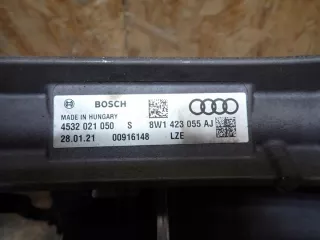 BOSCH
MADE IN HUNGARY
4532 021 050 S 8W1 423 055 AJ
28.01.21 00916148 LZE